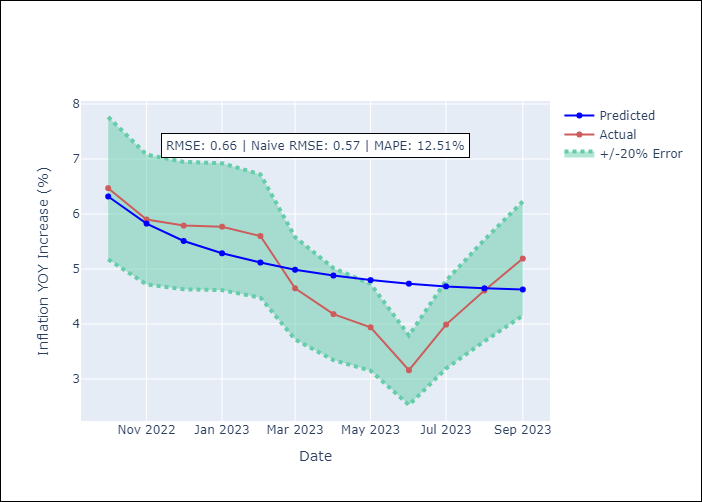 RMSE: 0.66 | Naive RMSE: 0.57 | MAPE: 12.51%
Predicted
Actual
+/-20% Error
Inflation YOY Increase (%)
8
7
6
5
4
3
Nov 2022 Jan 2023 Mar 2023 May 2023 Jul 2023 Sep 2023
Date